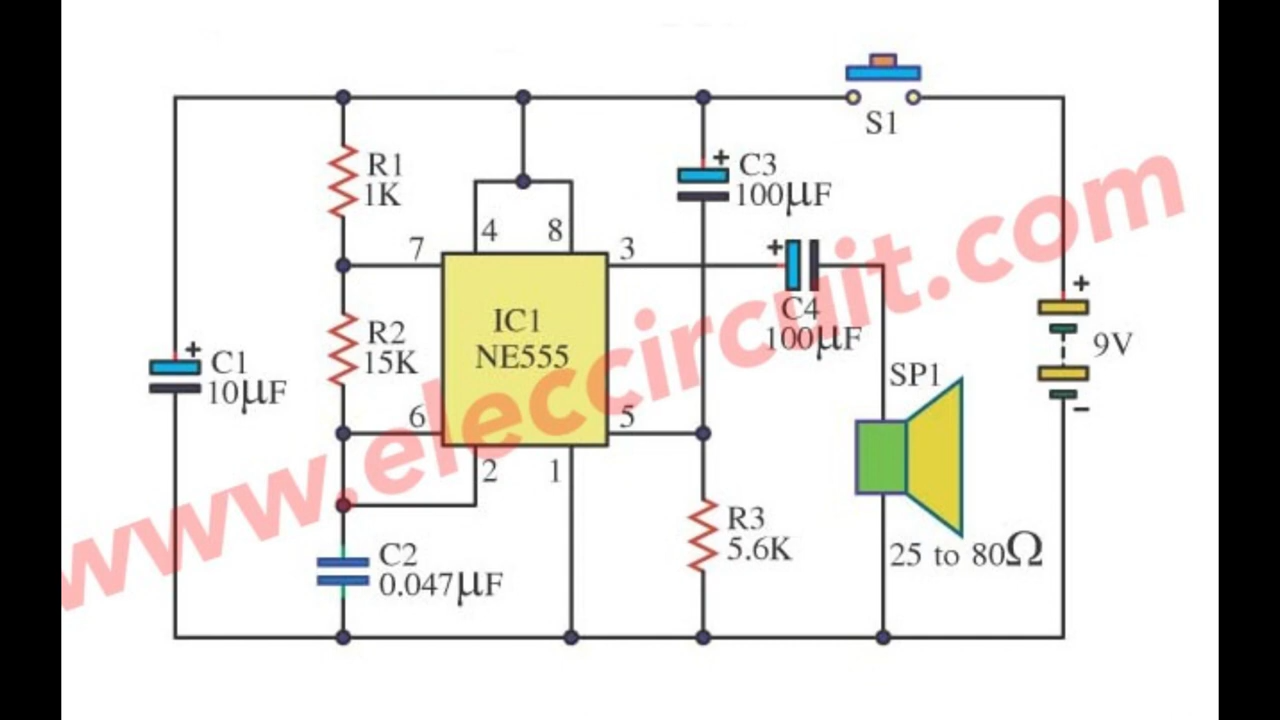 S1
R1
1K
C3
100µF
4
8
7
3
IC1
NE555
C4
100µF
R2
15K
C1
10µF
9V
SP1
6
5
2
1
R3
5.6K
C2
0.047µF
25 to 80Ω
www.eleccircuit.com
+
+
+
+
−